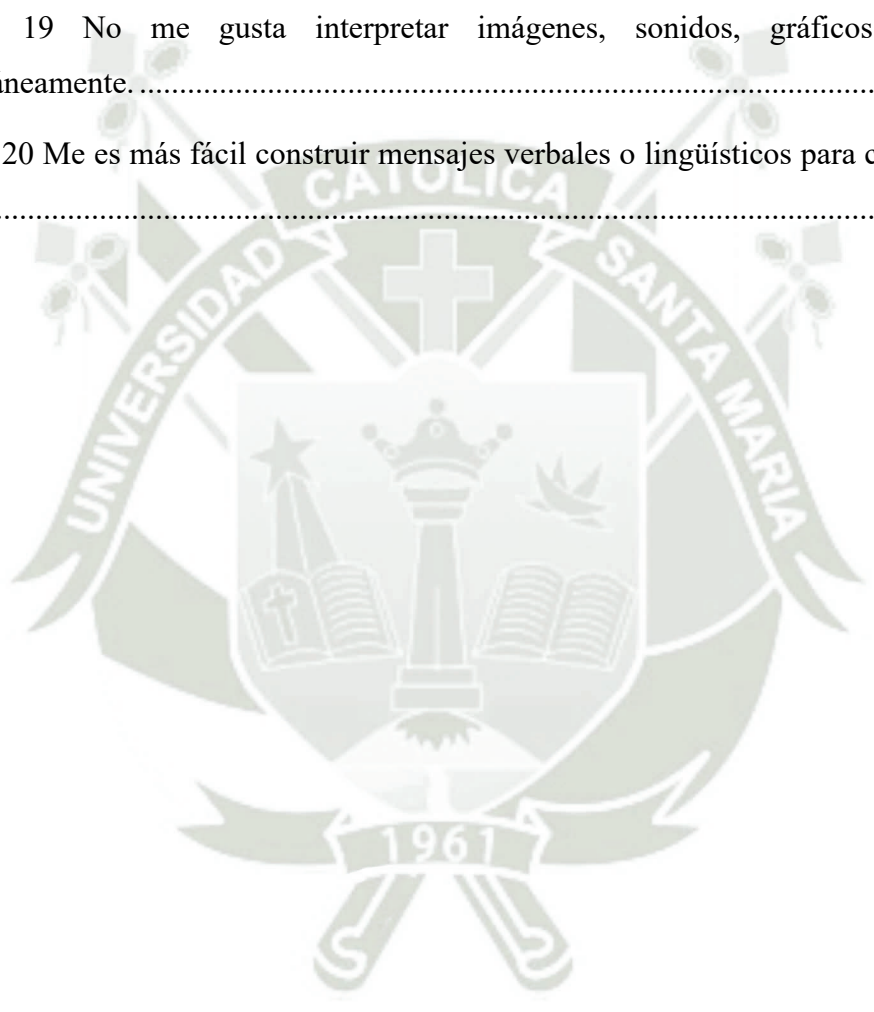 19 No me gusta interpretar imágenes, sonidos, gráficos
áneamente. ........................................................................................................
20 Me es más fácil construir mensajes verbales o lingüísticos para c
........................................................................................................................
UNIVERSIDAD CATOLICA SANTA MARIA
1961